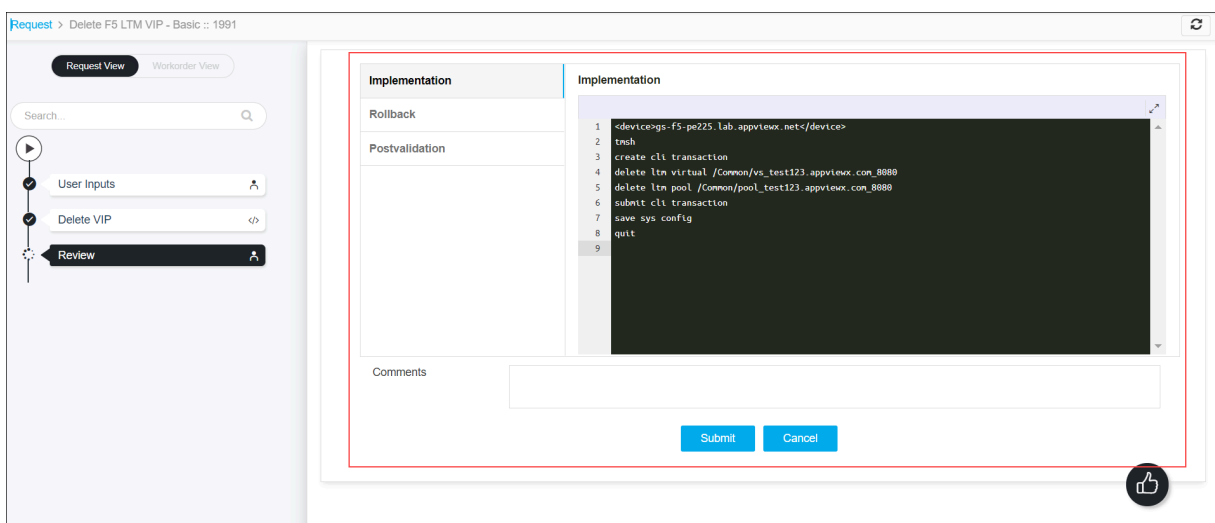 Request > Delete F5 LTM VIP - Basic :: 1991
Request View Workorder View
Search...
User Inputs
Delete VIP
Review
Implementation
Rollback
Postvalidation
Implementation
1 <device>gs-f5-pe225.lab.appviewx.net</device>
2 tmsh
3 create cli transaction
4 delete ltm virtual /Common/vs_test123.appviewx.com_8080
5 delete ltm pool /Common/pool_test123.appviewx.com_8080
6 submit cli transaction
7 save sys config
8 quit
9
Comments
Submit Cancel